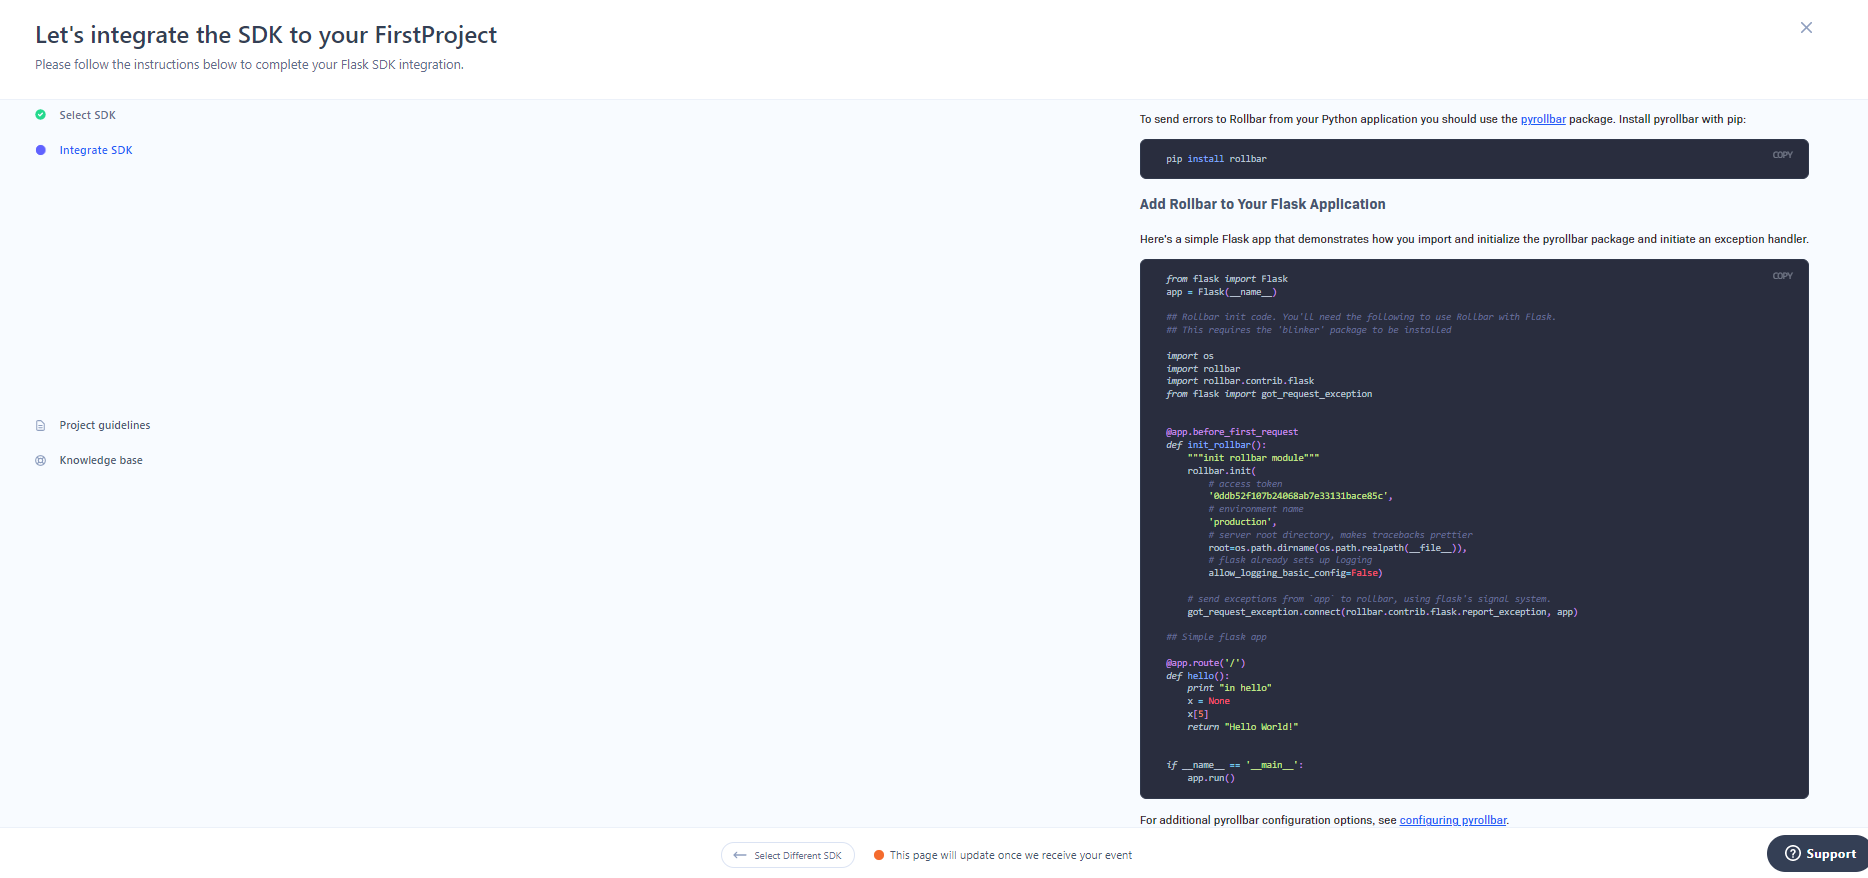 Let's integrate the SDK to your FirstProject
Please follow the instructions below to complete your Flask SDK integration.
Select SDK
Integrate SDK
Project guidelines
Knowledge base
To send errors to Rollbar from your Python application you should use the pyrollbar package. Install pyrollbar with pip:
pip install rollbar
COPY
Add Rollbar to Your Flask Application
Here's a simple Flask app that demonstrates how you import and initialize the pyrollbar package and initiate an exception handler.
COPY
from flask import Flask
app = Flask(__name__)
## Rollbar init code. You'll need the following to use Rollbar with Flask.
## This requires the 'blinker' package to be installed
import os
import rollbar
import rollbar.contrib.flask
from flask import got_request_exception
@app.before_first_request
def init_rollbar():
"""init rollbar module"""
rollbar.init(
# access token
'0ddb52f107b24068ab7e33131bace85c',
# environment name
'production',
# server root directory, makes tracebacks prettier
root=os.path.dirname(os.path.realpath(__file__)),
# flask already sets up logging
allow_logging_basic_config=False)
# send exceptions from `app` to rollbar, using flask's signal system.
got_request_exception.connect(rollbar.contrib.flask.report_exception, app)
## Simple flask app
@app.route('/')
def hello():
print "in hello"
x = None
x[5]
return "Hello World!"
if __name__ == '__main__':
app.run()
For additional pyrollbar configuration options, see configuring pyrollbar.
Select Different SDK
This page will update once we receive your event
Support